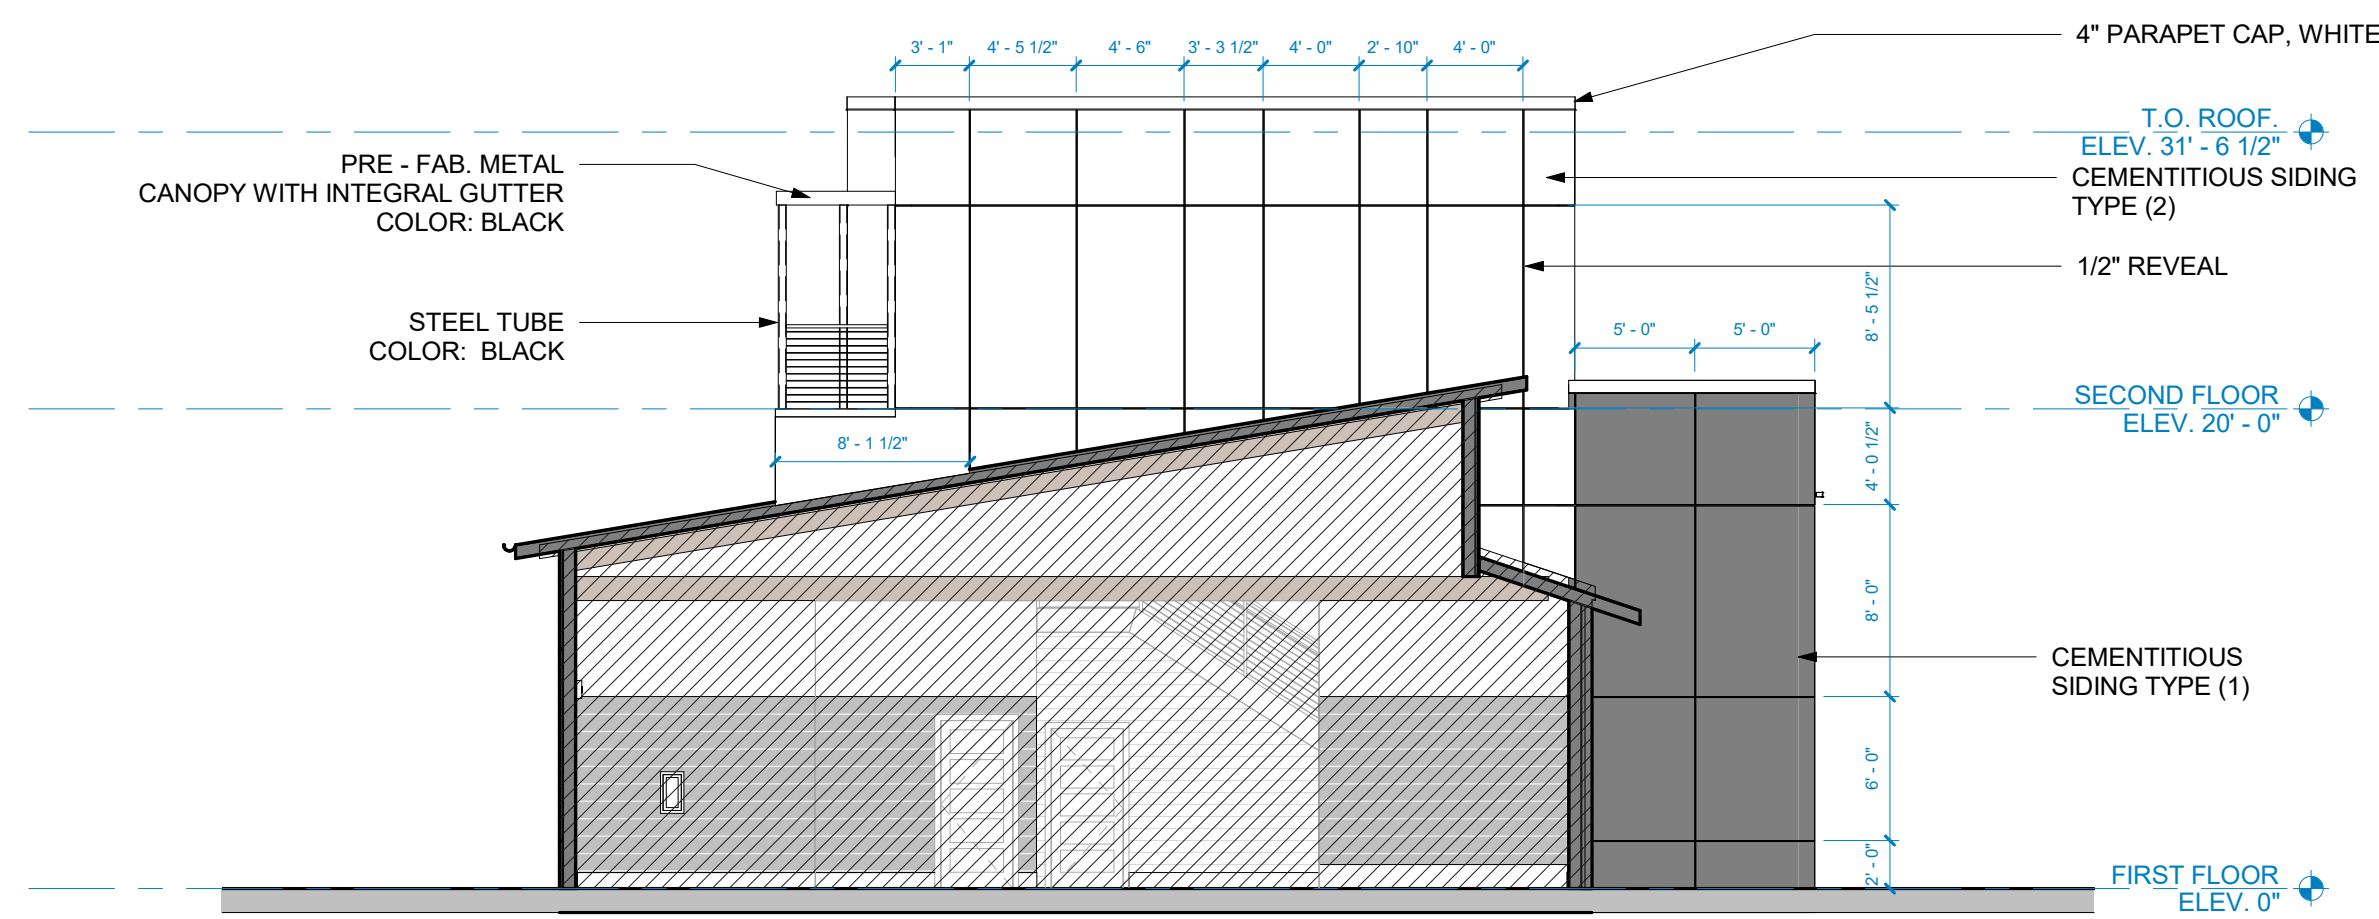 3' - 1" 4' - 5 1/2" 4' - 6" 3' - 3 1/2" 4' - 0" 2' - 10" 4' - 0"
4" PARAPET CAP, WHITE
T.O. ROOF.
ELEV. 31' - 6 1/2"
PRE - FAB. METAL
CANOPY WITH INTEGRAL GUTTER
COLOR: BLACK
CEMENTITIOUS SIDING
TYPE (2)
1/2" REVEAL
8' - 5 1/2"
STEEL TUBE
COLOR: BLACK
5' - 0" 5' - 0"
SECOND FLOOR
ELEV. 20' - 0"
8' - 1 1/2"
4' - 0 1/2"
8' - 0"
CEMENTITIOUS
SIDING TYPE (1)
6' - 0"
2' - 0"
FIRST FLOOR
ELEV. 0"